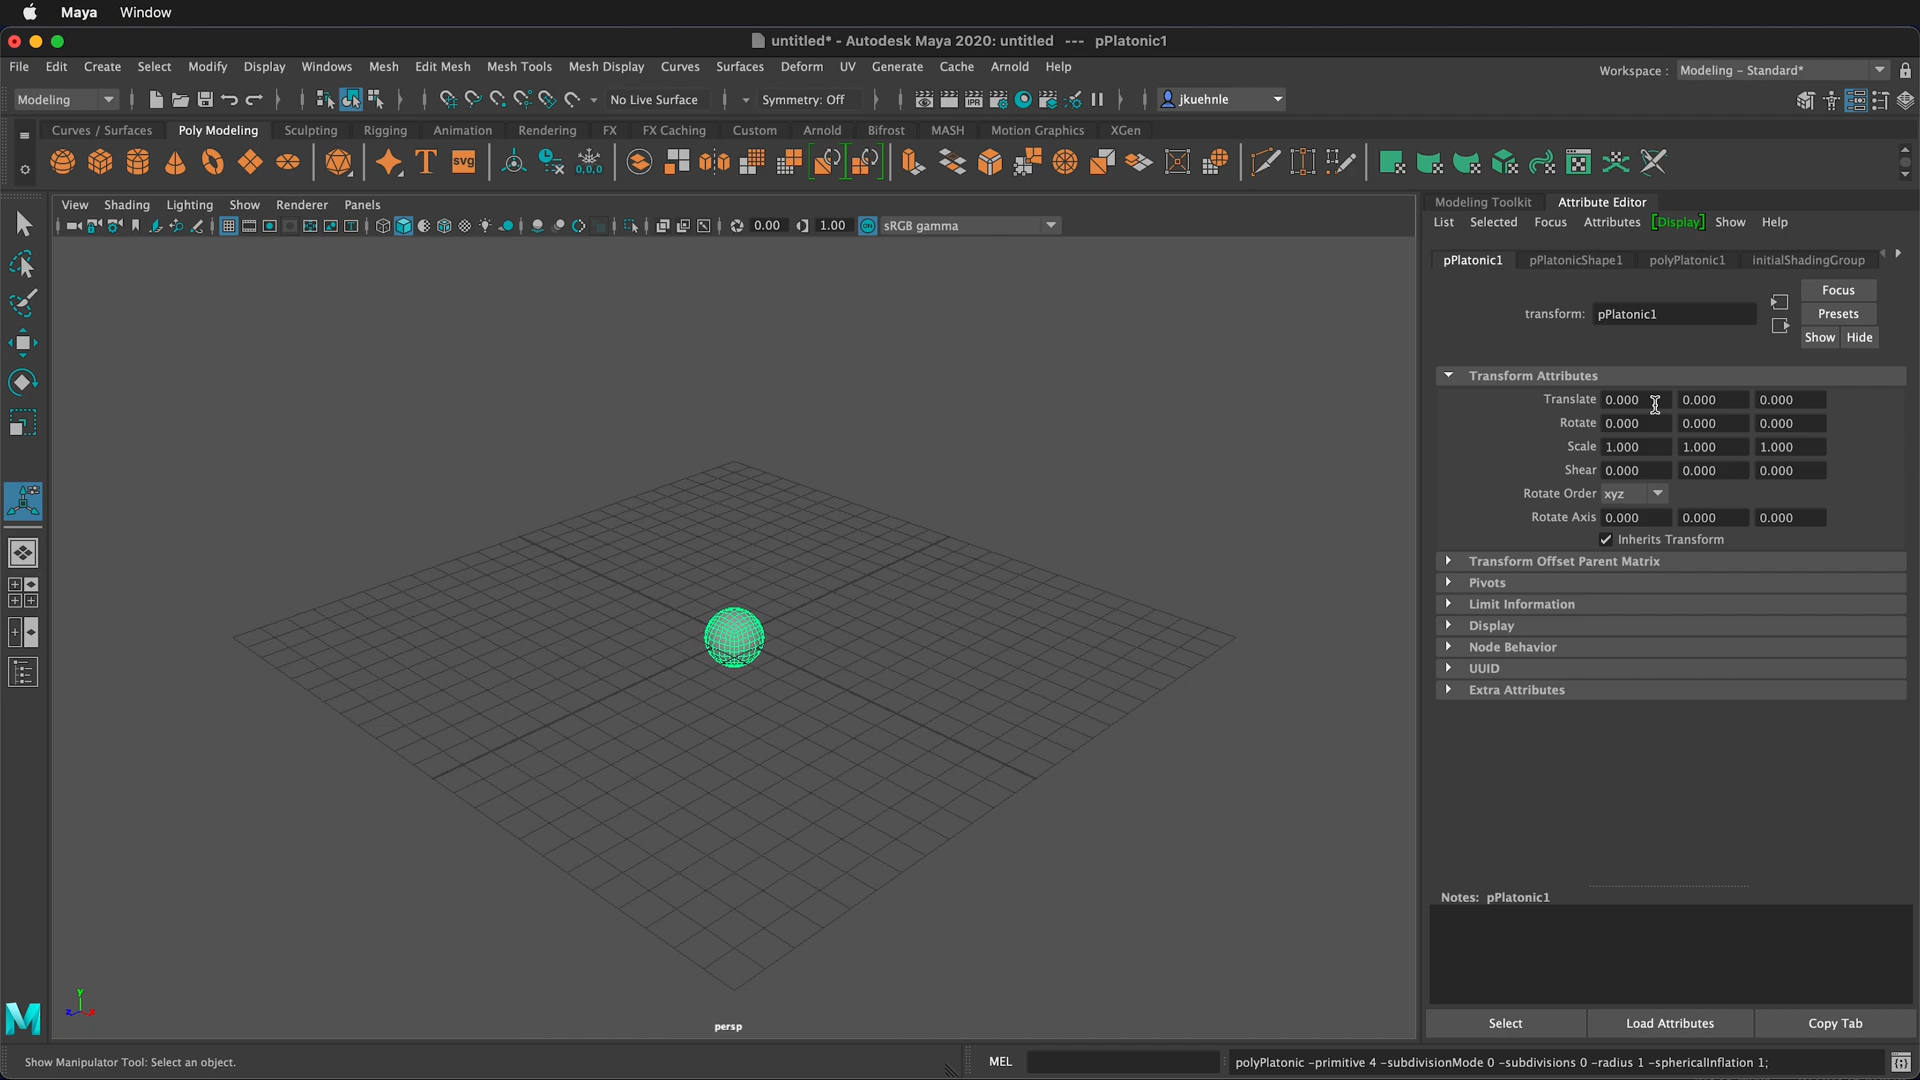 Maya Window
untitled* - Autodesk Maya 2020: untitled --- pPlatonic1
File Edit Create Select Modify Display Windows Mesh Edit Mesh Mesh Tools Mesh Display Curves Surfaces Deform UV Generate Cache Arnold Help
Workspace : Modeling - Standard*
Modeling No Live Surface Symmetry: Off IPR jkuehnle
Curves / Surfaces Poly Modeling Sculpting Rigging Animation Rendering FX FX Caching Custom Arnold Bifrost MASH Motion Graphics XGen
T svg 0,0,0
View Shading Lighting Show Renderer Panels
0.00 1.00 ON sRGB gamma
Modeling Toolkit Attribute Editor
List Selected Focus Attributes [Display] Show Help
pPlatonic1 pPlatonicShape1 polyPlatonic1 initialShadingGroup
Focus
transform: pPlatonic1 Presets
Show Hide
Transform Attributes
Translate 0.000 0.000 0.000
Rotate 0.000 0.000 0.000
Scale 1.000 1.000 1.000
Shear 0.000 0.000 0.000
Rotate Order xyz
Rotate Axis 0.000 0.000 0.000
Inherits Transform
Transform Offset Parent Matrix
Pivots
Limit Information
Display
Node Behavior
UUID
Extra Attributes
Notes: pPlatonic1
y
z x
M
persp
Select Load Attributes Copy Tab
Show Manipulator Tool: Select an object.
MEL polyPlatonic -primitive 4 -subdivisionMode 0 -subdivisions 0 -radius 1 -sphericalInflation 1;